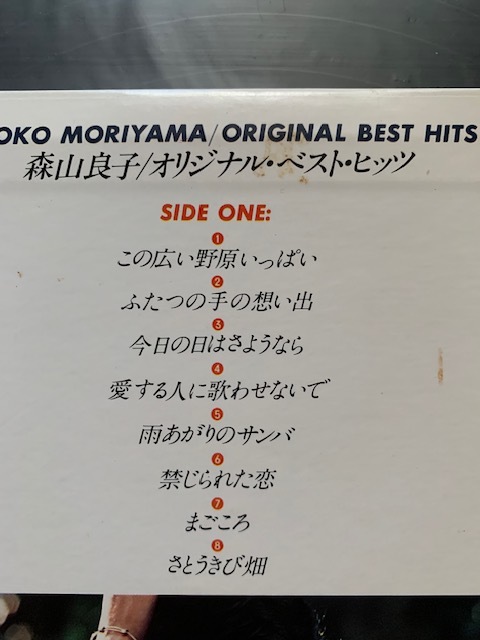 OKO MORIYAMA/ORIGINAL BEST HITS
森山良子/オリジナル・ベスト・ヒッツ
SIDE ONE:
1
この広い野原いっぱい
2
ふたつの手の想い出
3
今日の日はさようなら
4
愛する人に歌わせないで
5
雨あがりのサンバ
6
禁じられた恋
7
まごころ
8
さとうきび畑